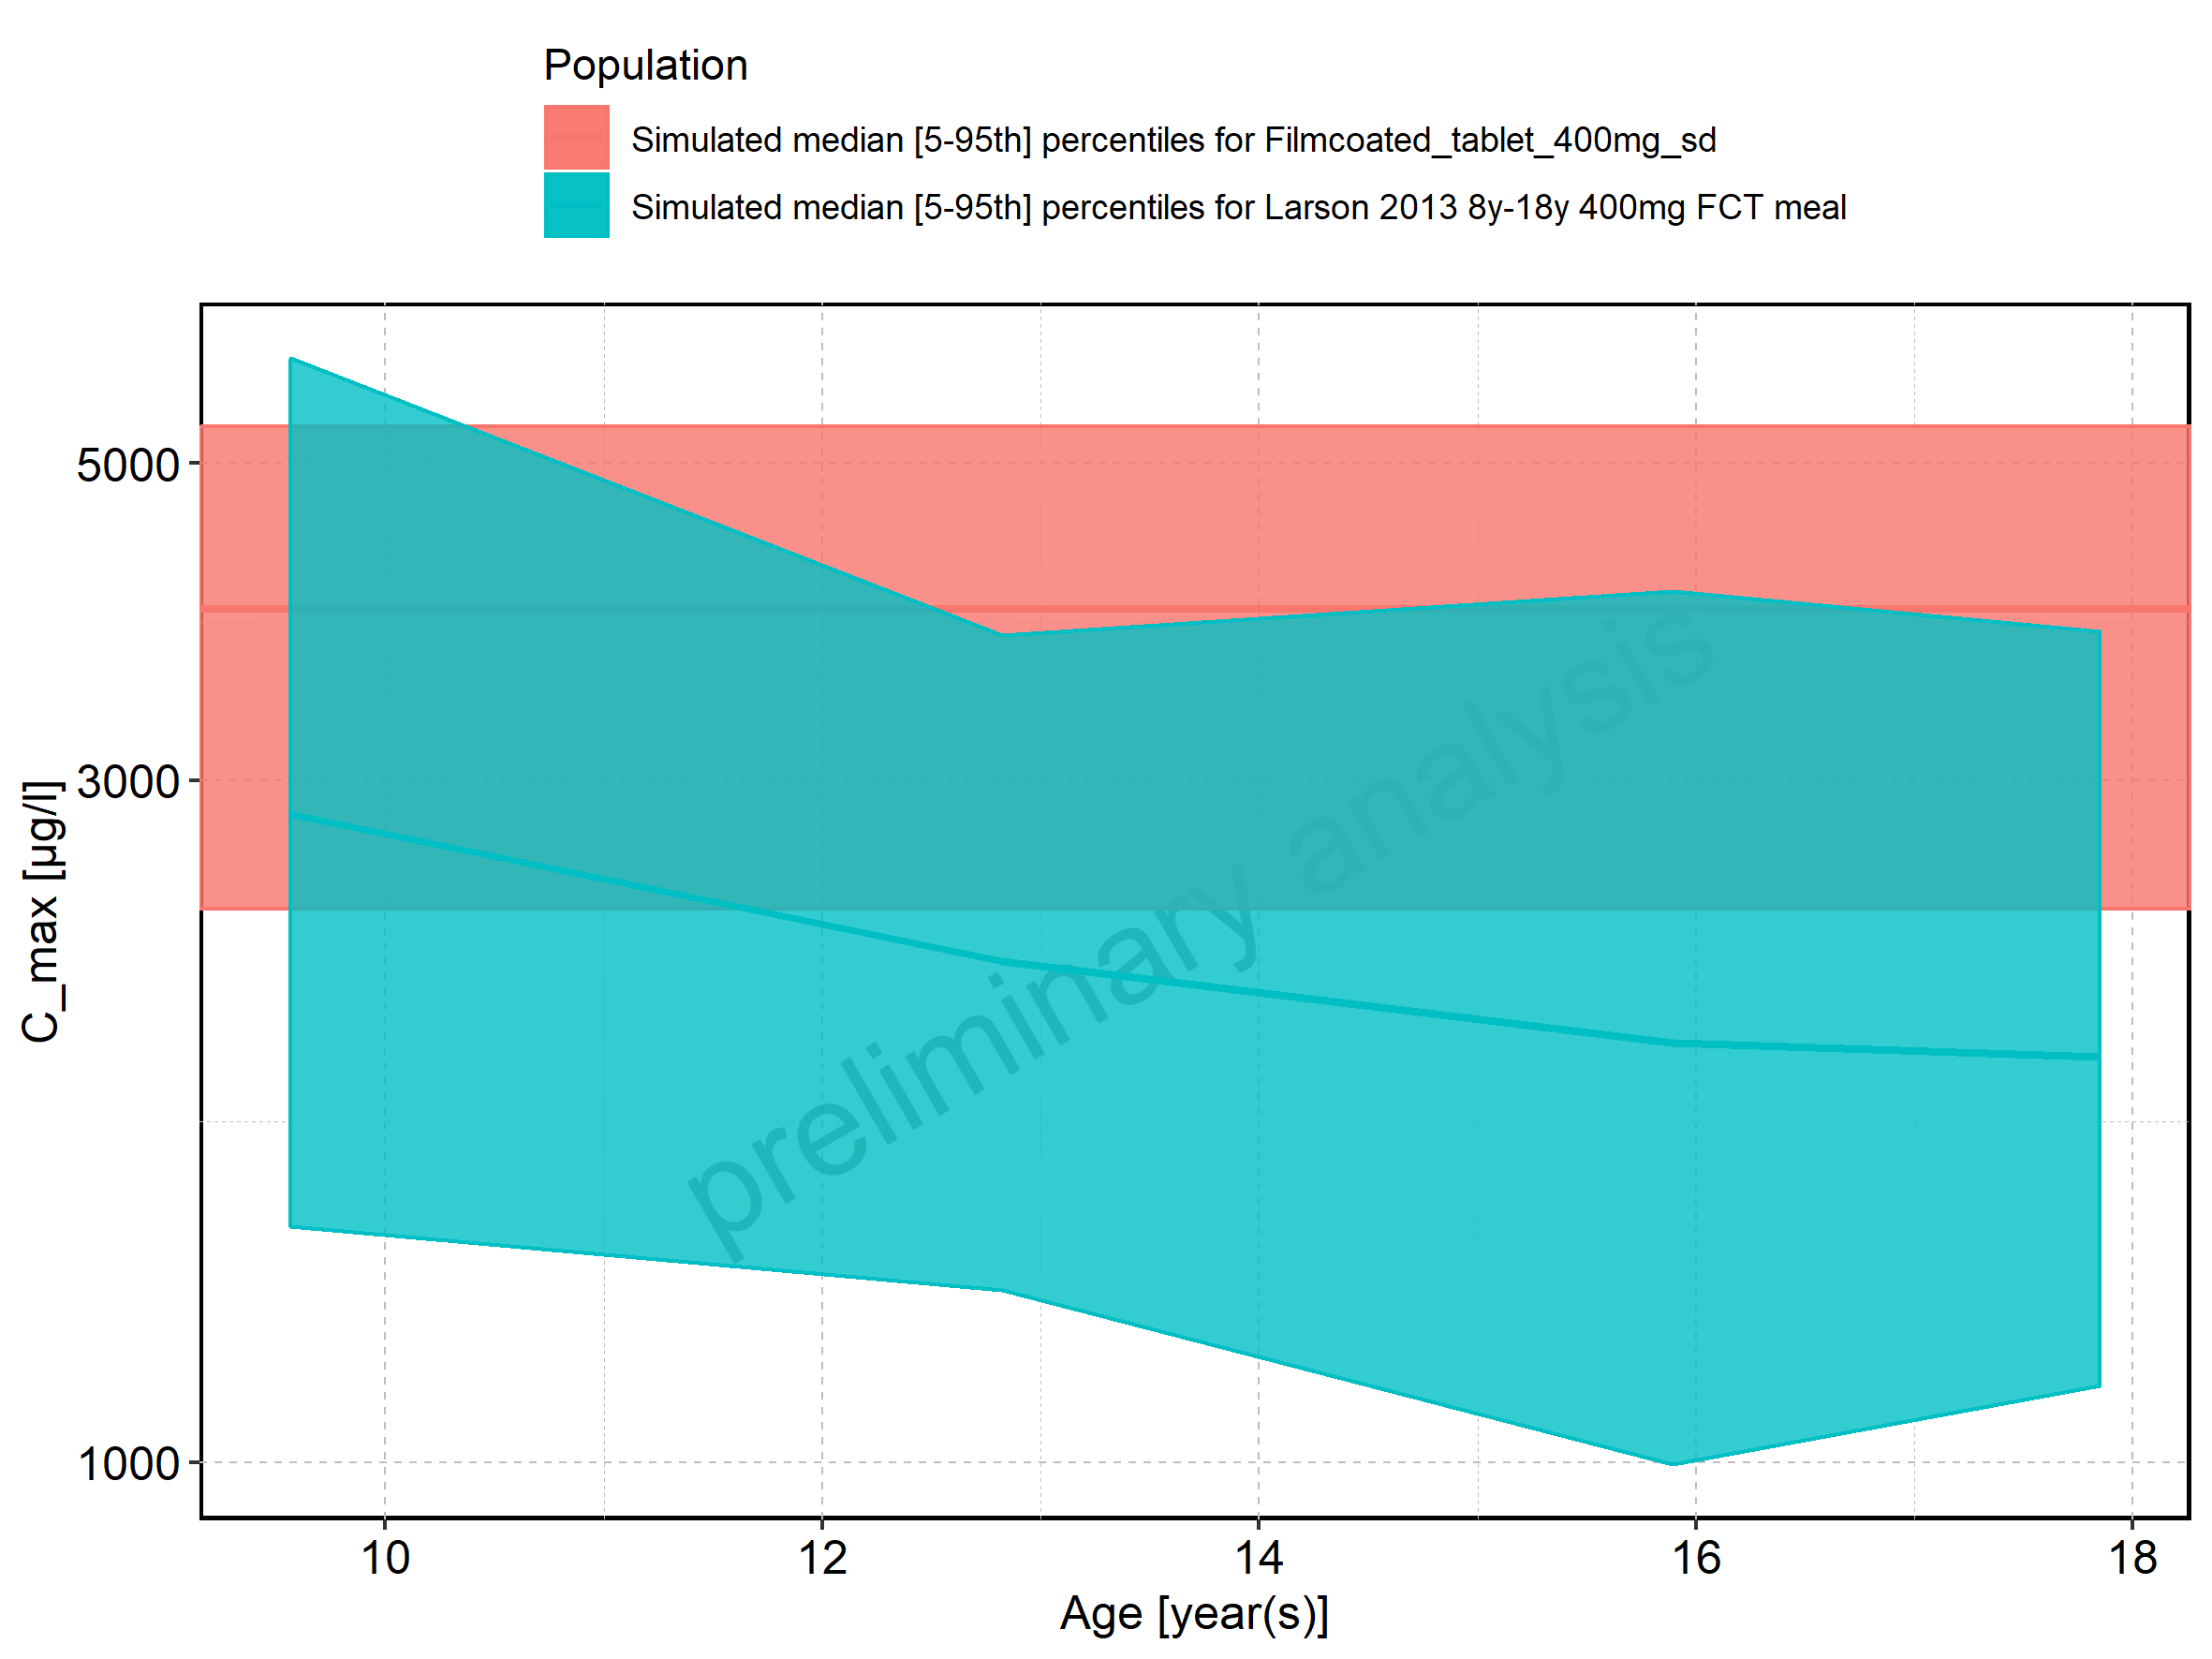 Population
Simulated median [5-95th] percentiles for Filmcoated_tablet_400mg_sd
Simulated median [5-95th] percentiles for Larson 2013 8y-18y 400mg FCT meal
5000
3000
1000
C_max [µg/l]
preliminary analysis
10 12 14 16 18
Age [year(s)]